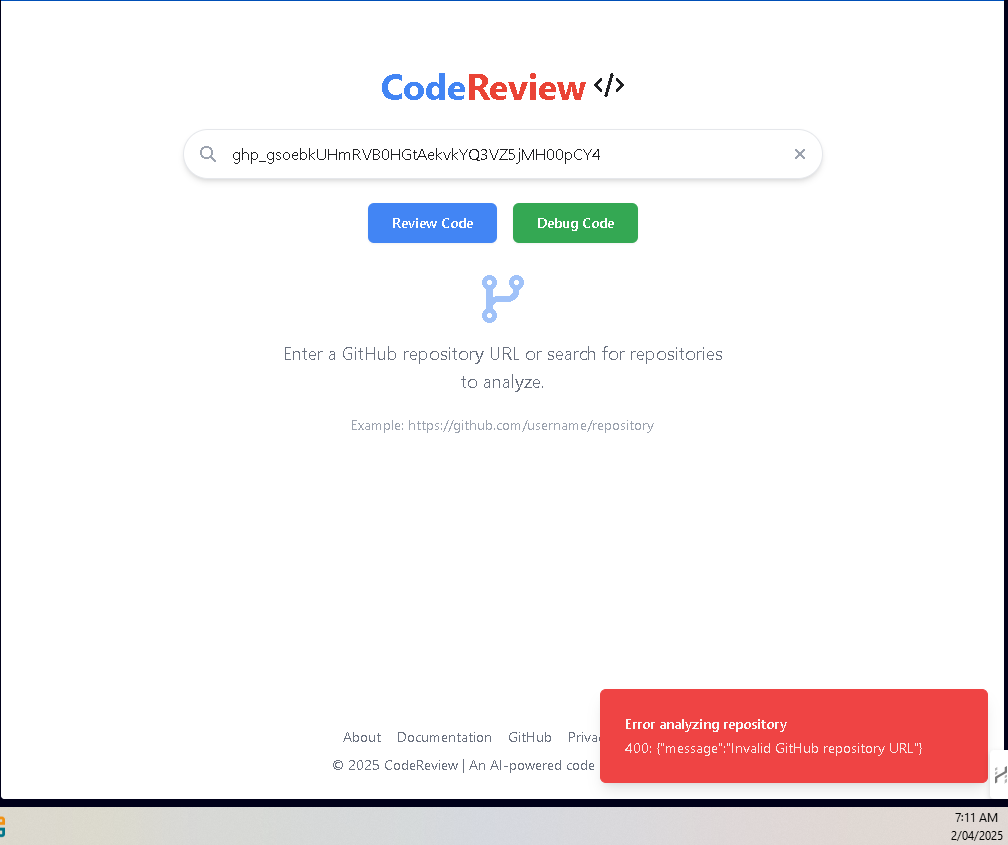 CodeReview </>
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
Review Code
Debug Code
Enter a GitHub repository URL or search for repositories
to analyze.
Example: https://github.com/username/repository
About Documentation GitHub
© 2025 CodeReview | An AI-powered code
Error analyzing repository
400: {"message":"Invalid GitHub repository URL"}
7:11 AM
2/04/2025